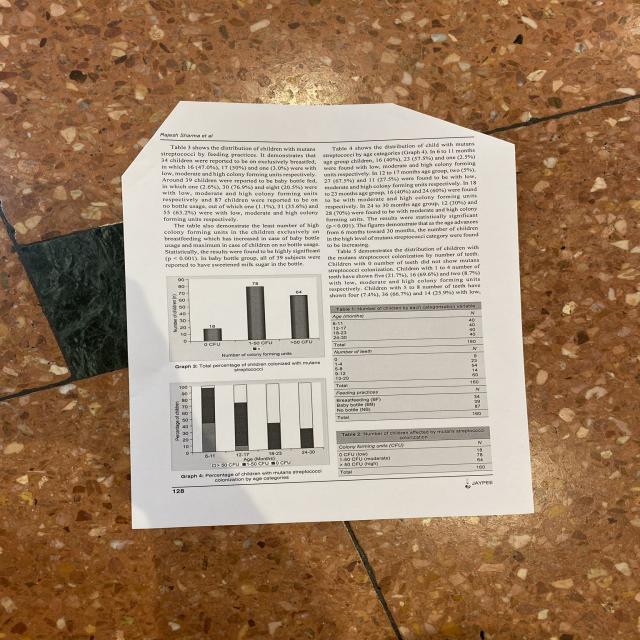 Rajesh Sharma et al
Table 3 shows the distribution of children with mutans
streptococci by feeding practices. It demonstrates that
34 children were reported to be on exclusively breastfed,
in which 16 (47.0%), 17 (50%) and one (3.0%) were with
low, moderate and high colony forming units respectively.
Around 39 children were reported to be baby bottle fed,
in which one (2.6%), 30 (76.9%) and eight (20.5%) were
with low, moderate and high colony forming units
respectively and 87 children were reported to be on
no bottle usage, out of which one (1.1%), 31 (35.6%) and
55 (63.2%) were with low, moderate and high colony
forming units respectively.
The table also demonstrates the least number of high
colony forming units in the children exclusively on
breastfeeding which has increased in case of baby bottle
usage and maximum in case of children on no bottle usage.
Statistically, the results were found to be highly significant
(p < 0.001). In baby bottle group, all of 39 subjects were
reported to have sweetened milk sugar in the bottle.
Number of children (n)
90
80
70
60
50
40
30
20
10
0
18
78
64
0 CFU
1-50 CFU
>50 CFU
Number of colony forming units
Graph 3: Total percentage of children colonized with mutans
streptococci
Percentage of children
100
90
80
70
60
50
40
30
20
10
0
6-11
12-17
18-23
24-30
Age (Months)
> 50 CFU
1-50 CFU
0 CFU
Graph 4: Percentage of children with mutans streptococci
colonization by age categories
128
Table 4 shows the distribution of child with mutans
streptococci by age categories (Graph 4). In 6 to 11 months
age group children, 16 (40%), 23 (57.5%) and one (2.5%)
were found with low, moderate and high colony forming
units respectively. In 12 to 17 months age group, two (5%),
27 (67.5%) and 11 (27.5%) were found to be with low,
moderate and high colony forming units respectively. In 18
to 23 months age group, 16 (40%) and 24 (60%) were found
to be with moderate and high colony forming units
respectively. In 24 to 30 months age group, 12 (30%) and
28 (70%) were found to be with moderate and high colony
forming units. The results were statistically significant
(p < 0.001). The figures demonstrate that as the age advances
from 6 months toward 30 months, the number of children
in the high level of mutans streptococci category were found
to be increasing.
Table 5 demonstrates the distribution of children with
the mutans streptococci colonization by number of teeth.
Children with 0 number of teeth did not show mutans
streptococci colonization. Children with 1 to 4 number of
teeth have shown five (21.7%), 16 (69.6%) and two (8.7%)
with low, moderate and high colony forming units
respectively. Children with 5 to 8 number of teeth have
shown four (7.4%), 36 (66.7%) and 14 (25.9%) with low,
Table 1: Number of children by each categorisation variable
Age (months) N
6-11 40
12-17 40
18-23 40
24-30 40
Total 160
Number of teeth N
0 9
1-4 23
5-8 54
9-12 14
13-20 60
Total 160
Feeding practices N
Breastfeeding (BF) 34
Baby bottle (BB) 39
No bottle (NB) 87
Total 160
Table 2: Number of children affected by mutans streptococci
colonization
Colony forming units (CFU) N
0 CFU (low) 18
1-50 CFU (moderate) 78
> 50 CFU (high) 64
Total 160
JAYPEE